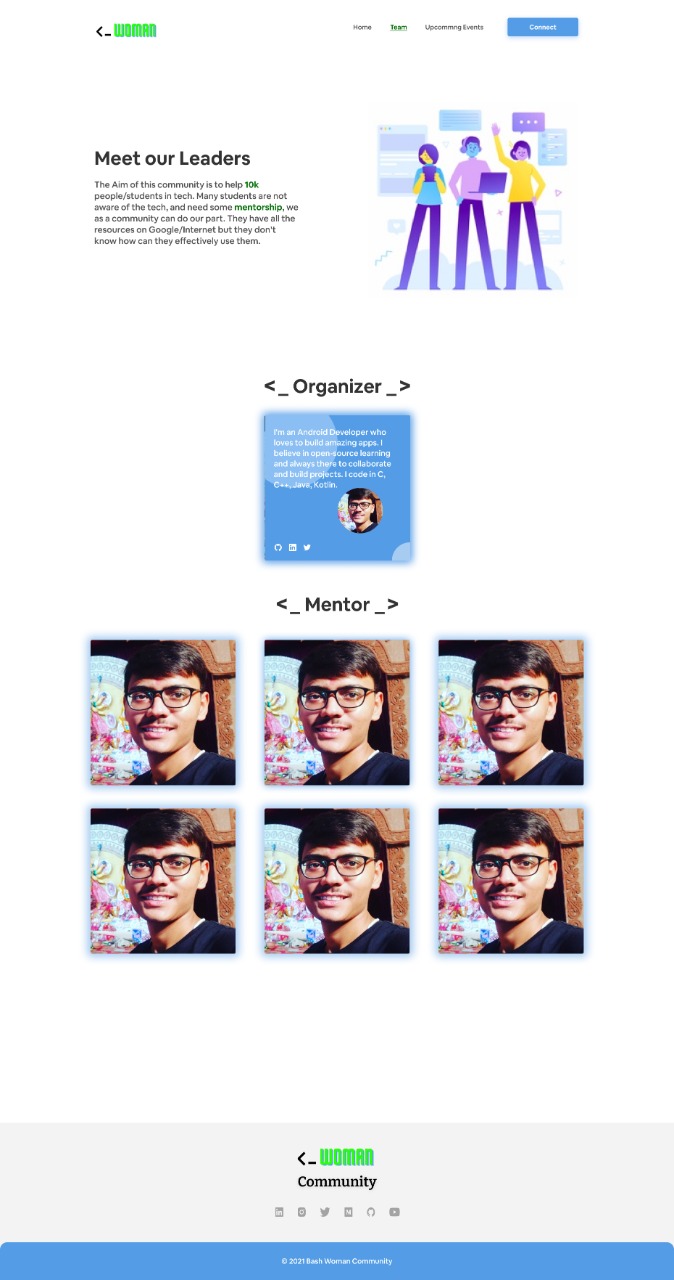 <_ WOMAN
Home Team Upcommng Events Connect
Meet our Leaders
The Aim of this community is to help 10k
people/students in tech. Many students are not
aware of the tech, and need some mentorship, we
as a community can do our part. They have all the
resources on Google/Internet but they don't
know how can they effectively use them.
<_ Organizer _>
I'm an Android Developer who
loves to build amazing apps. I
believe in open-source learning
and always there to collaborate
and build projects. I code in C,
C++, Java, Kotlin.
<_ Mentor _>
<_ WOMAN
Community
© 2021 Bash Woman Community